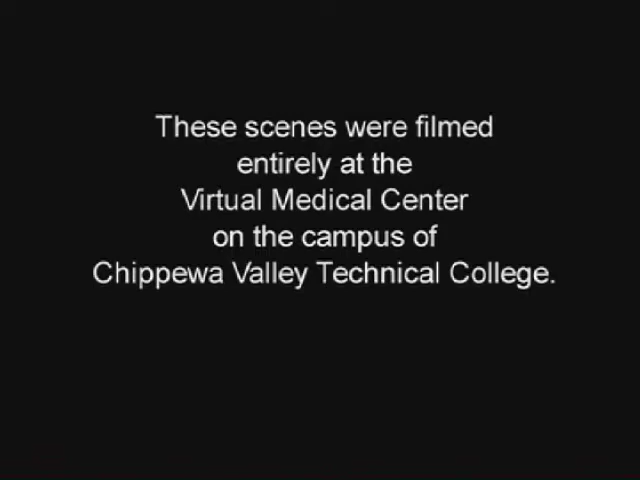 These scenes were filmed
entirely at the
Virtual Medical Center
on the campus of
Chippewa Valley Technical College.